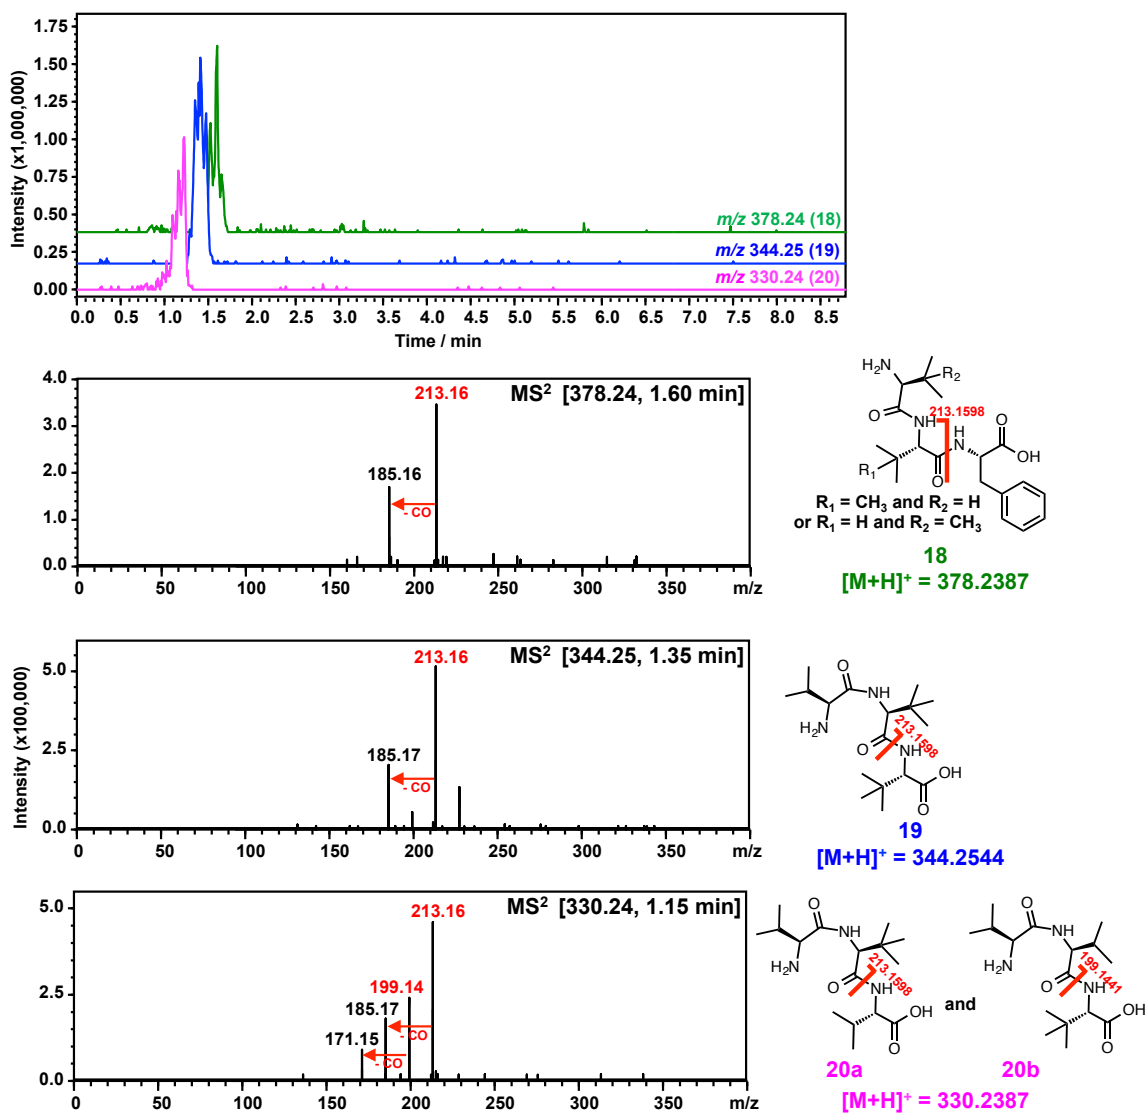 Intensity (x1,000,000)
1.75
1.50
1.25
1.00
0.75
0.50
0.25
0.00
m/z 378.24 (18)
m/z 344.25 (19)
m/z 330.24 (20)
0.0 0.5 1.0 1.5 2.0 2.5 3.0 3.5 4.0 4.5 5.0 5.5 6.0 6.5 7.0 7.5 8.0 8.5
Time / min
4.0
3.0
2.0
1.0
0.0
213.16
MS2 [378.24, 1.60 min]
185.16
- CO
0 50 100 150 200 250 300 350 m/z
H2N
R2
O
NH
213.1598
H
N
O
OH
R1
O
R1 = CH3 and R2 = H
or R1 = H and R2 = CH3
18
[M+H]+ = 378.2387
Intensity (x100,000)
5.0
2.5
0.0
213.16
MS2 [344.25, 1.35 min]
185.17
- CO
0 50 100 150 200 250 300 350 m/z
O
NH
H2N
O
213.1598
NH
OH
O
19
[M+H]+ = 344.2544
5.0
2.5
0.0
213.16
MS2 [330.24, 1.15 min]
199.14
185.17
- CO
171.15
- CO
0 50 100 150 200 250 300 350 m/z
O
NH
H2N
O
213.1598
NH
OH
O
20a
and
O
NH
H2N
O
199.1441
NH
OH
O
20b
[M+H]+ = 330.2387